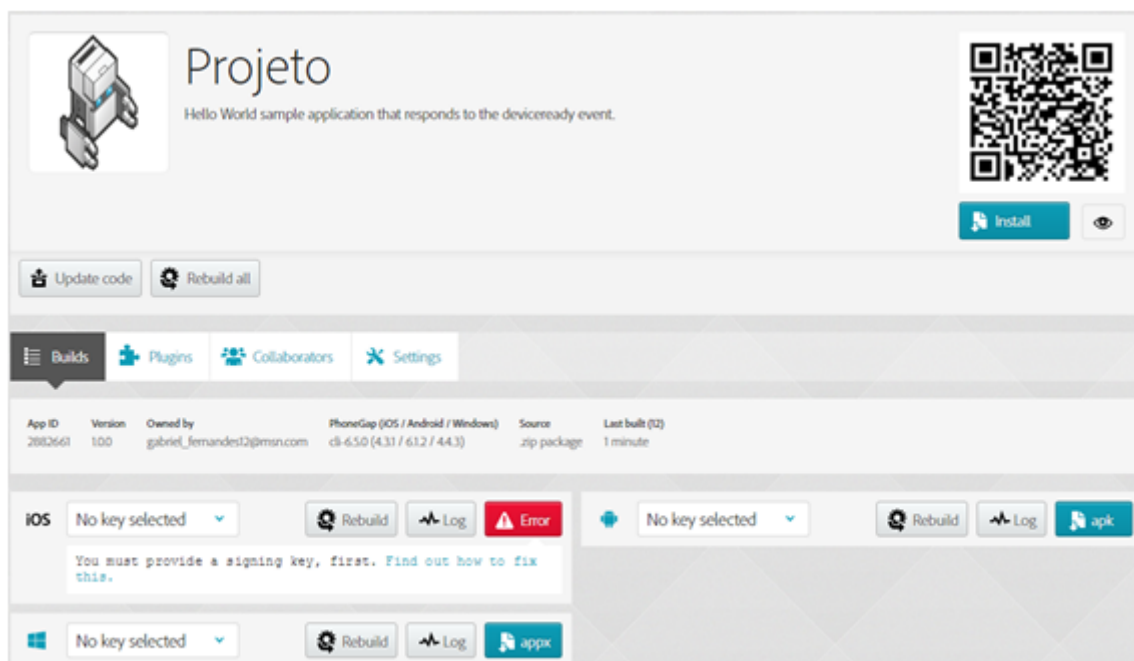 Projeto
Hello World sample application that responds to the deviceready event.
Install
Update code Rebuild all
Builds Plugins Collaborators Settings
App ID Version Owned by PhoneGap (iOS / Android / Windows) Source Last built (12)
2882661 1.0.0 gabriel_fernandes12@msn.com cli-6.5.0 (4.3.1 / 6.1.2 / 4.4.3) .zip package 1 minute
iOS No key selected Rebuild Log Error No key selected Rebuild Log apk
You must provide a signing key, first. Find out how to fix
this.
No key selected Rebuild Log appx